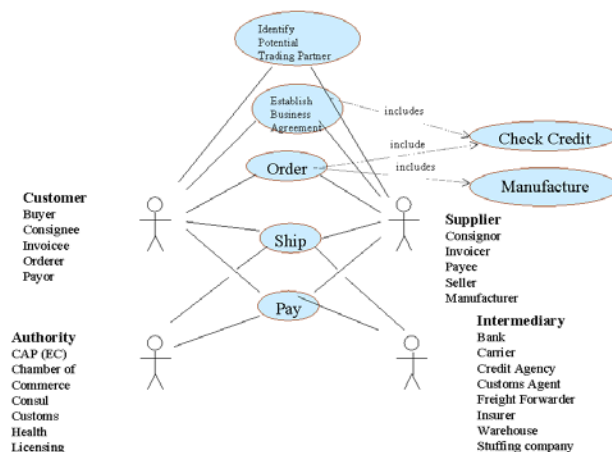 Identify
Potential
Trading Partner
Establish
Business
Agreement
includes
Check Credit
include
Order
includes
Manufacture
Customer
Buyer
Consignee
Invoicee
Orderer
Payor
Supplier
Consignor
Invoicer
Payee
Seller
Manufacturer
Ship
Pay
Authority
CAP (EC)
Chamber of
Commerce
Consul
Customs
Health
Licensing
Intermediary
Bank
Carrier
Credit Agency
Customs Agent
Freight Forwarder
Insurer
Warehouse
Stuffing company